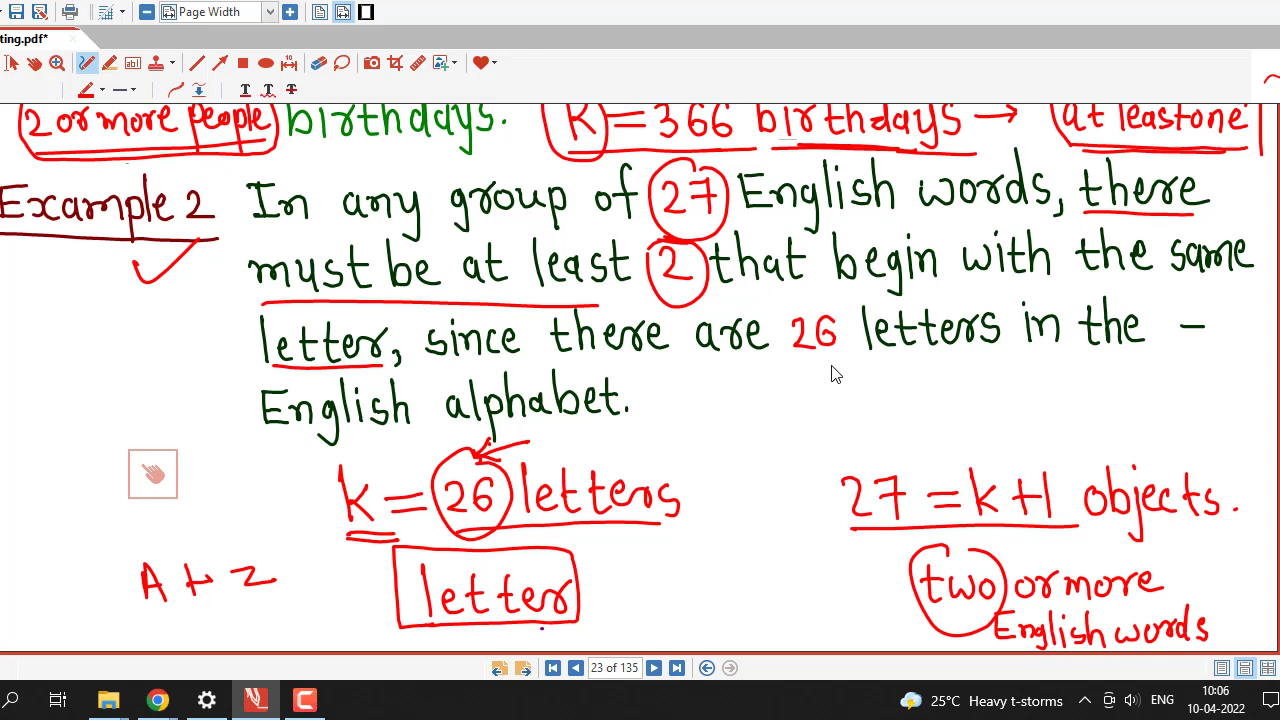 Page Width
ting.pdf*
2 or more people birthdays. k = 366 birthdays → at least one
Example 2 In any group of 27 English words, there
must be at least 2 that begin with the same
letter, since there are 26 letters in the -
English alphabet.
k = 26 letters 27 = k+1 objects.
A to Z letter two or more
English words
23 of 135
25°C Heavy t-storms ENG 10:06
10-04-2022